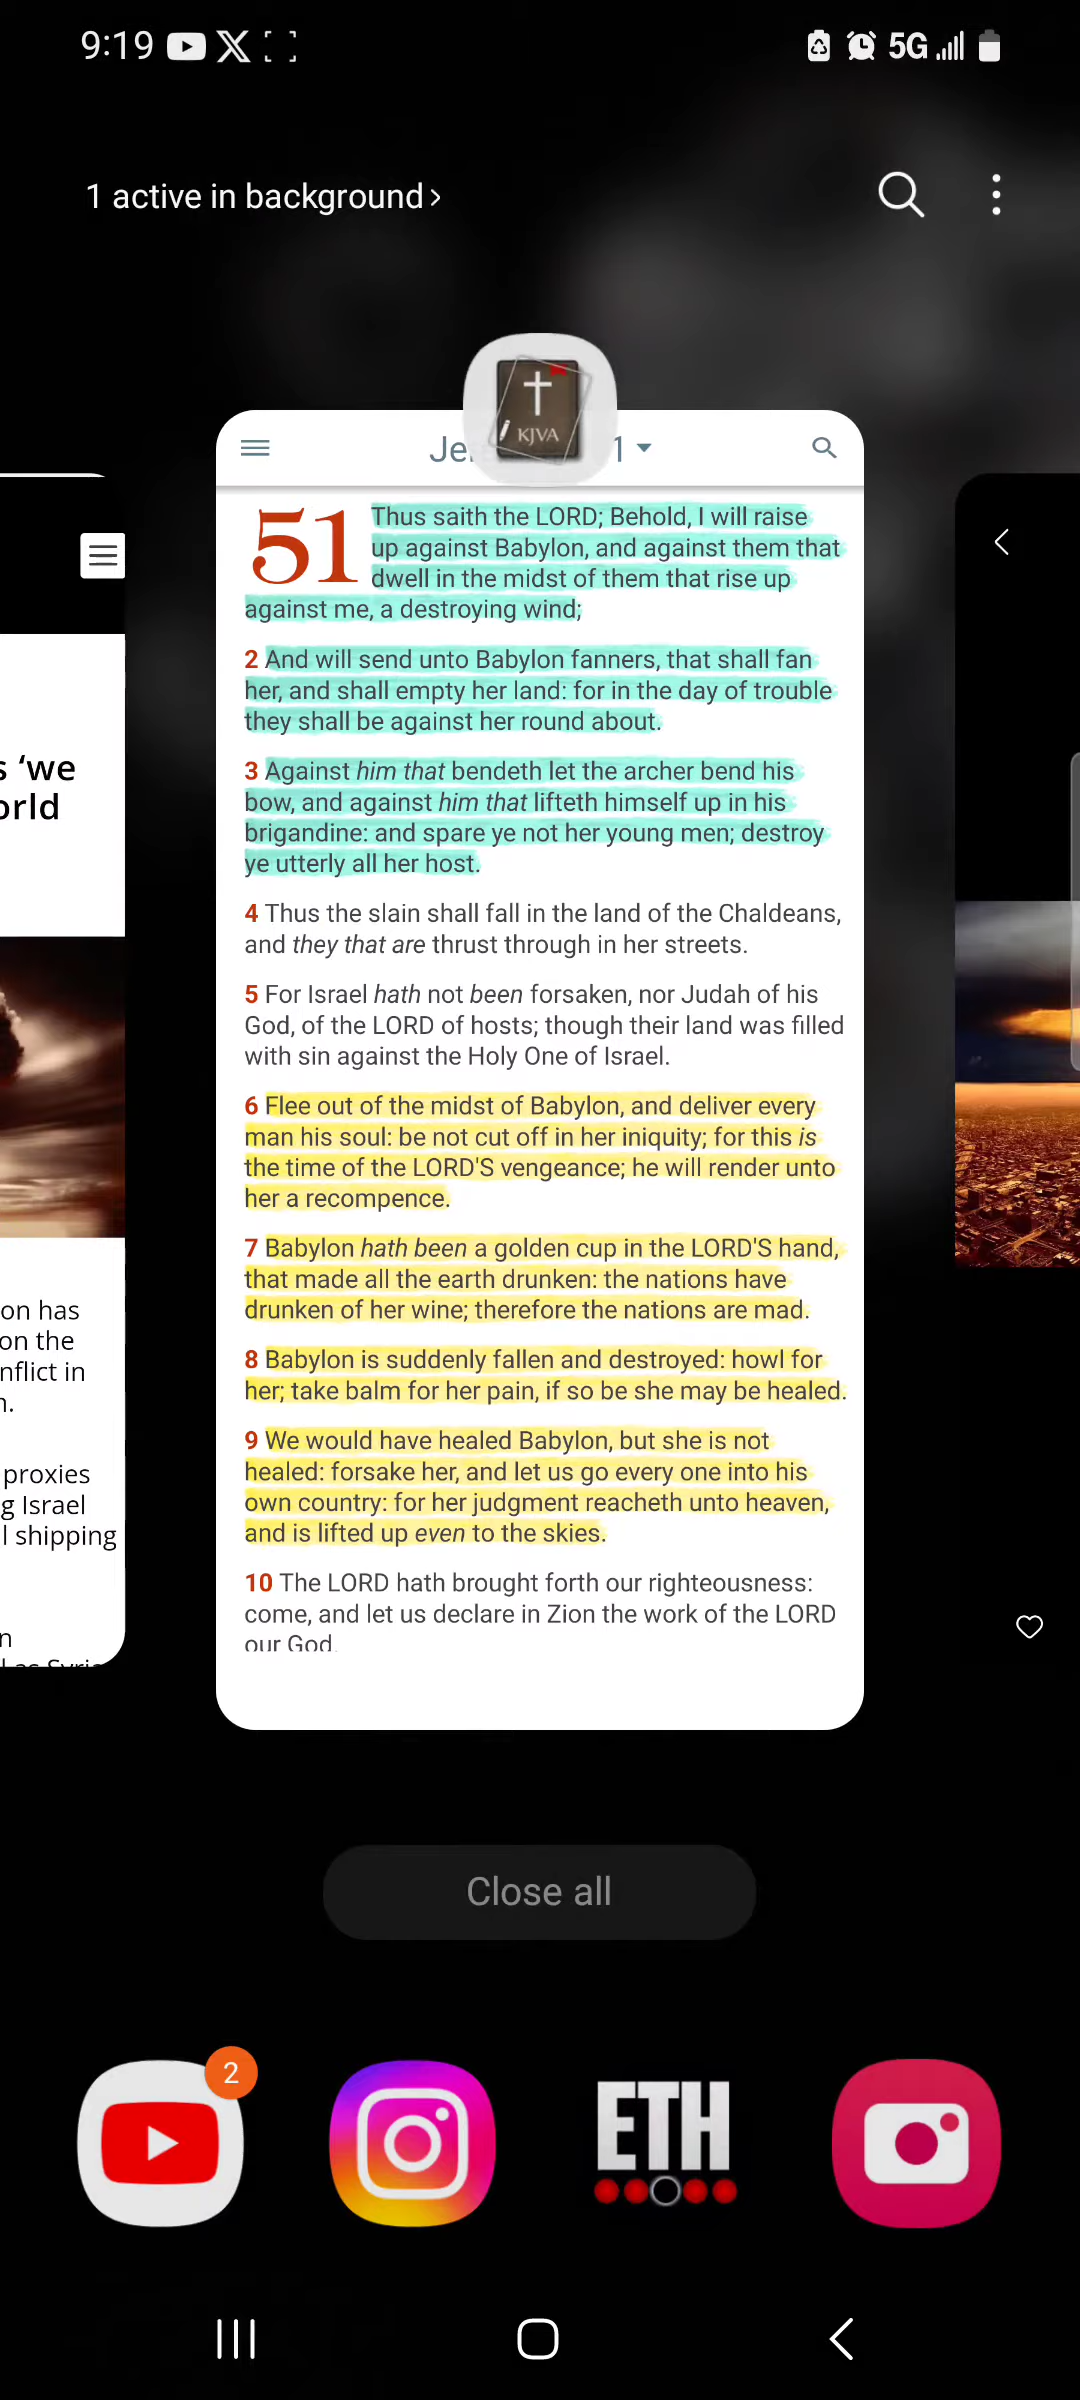 9:19
5G
1 active in background
KJVA
Je 1
51 Thus saith the LORD; Behold, I will raise
up against Babylon, and against them that
dwell in the midst of them that rise up
against me, a destroying wind;
2 And will send unto Babylon fanners, that shall fan
her, and shall empty her land: for in the day of trouble
they shall be against her round about.
3 Against him that bendeth let the archer bend his
bow, and against him that lifteth himself up in his
brigandine: and spare ye not her young men; destroy
ye utterly all her host.
4 Thus the slain shall fall in the land of the Chaldeans,
and they that are thrust through in her streets.
5 For Israel hath not been forsaken, nor Judah of his
God, of the LORD of hosts; though their land was filled
with sin against the Holy One of Israel.
6 Flee out of the midst of Babylon, and deliver every
man his soul: be not cut off in her iniquity; for this is
the time of the LORD'S vengeance; he will render unto
her a recompence.
7 Babylon hath been a golden cup in the LORD'S hand,
that made all the earth drunken: the nations have
drunken of her wine; therefore the nations are mad.
8 Babylon is suddenly fallen and destroyed: howl for
her; take balm for her pain, if so be she may be healed.
9 We would have healed Babylon, but she is not
healed: forsake her, and let us go every one into his
own country: for her judgment reacheth unto heaven,
and is lifted up even to the skies.
10 The LORD hath brought forth our righteousness:
come, and let us declare in Zion the work of the LORD
our God.
s ‘we
orld
on has
on the
nflict in
n.
proxies
g Israel
l shipping
n
l as Syria
Close all
2
ETH